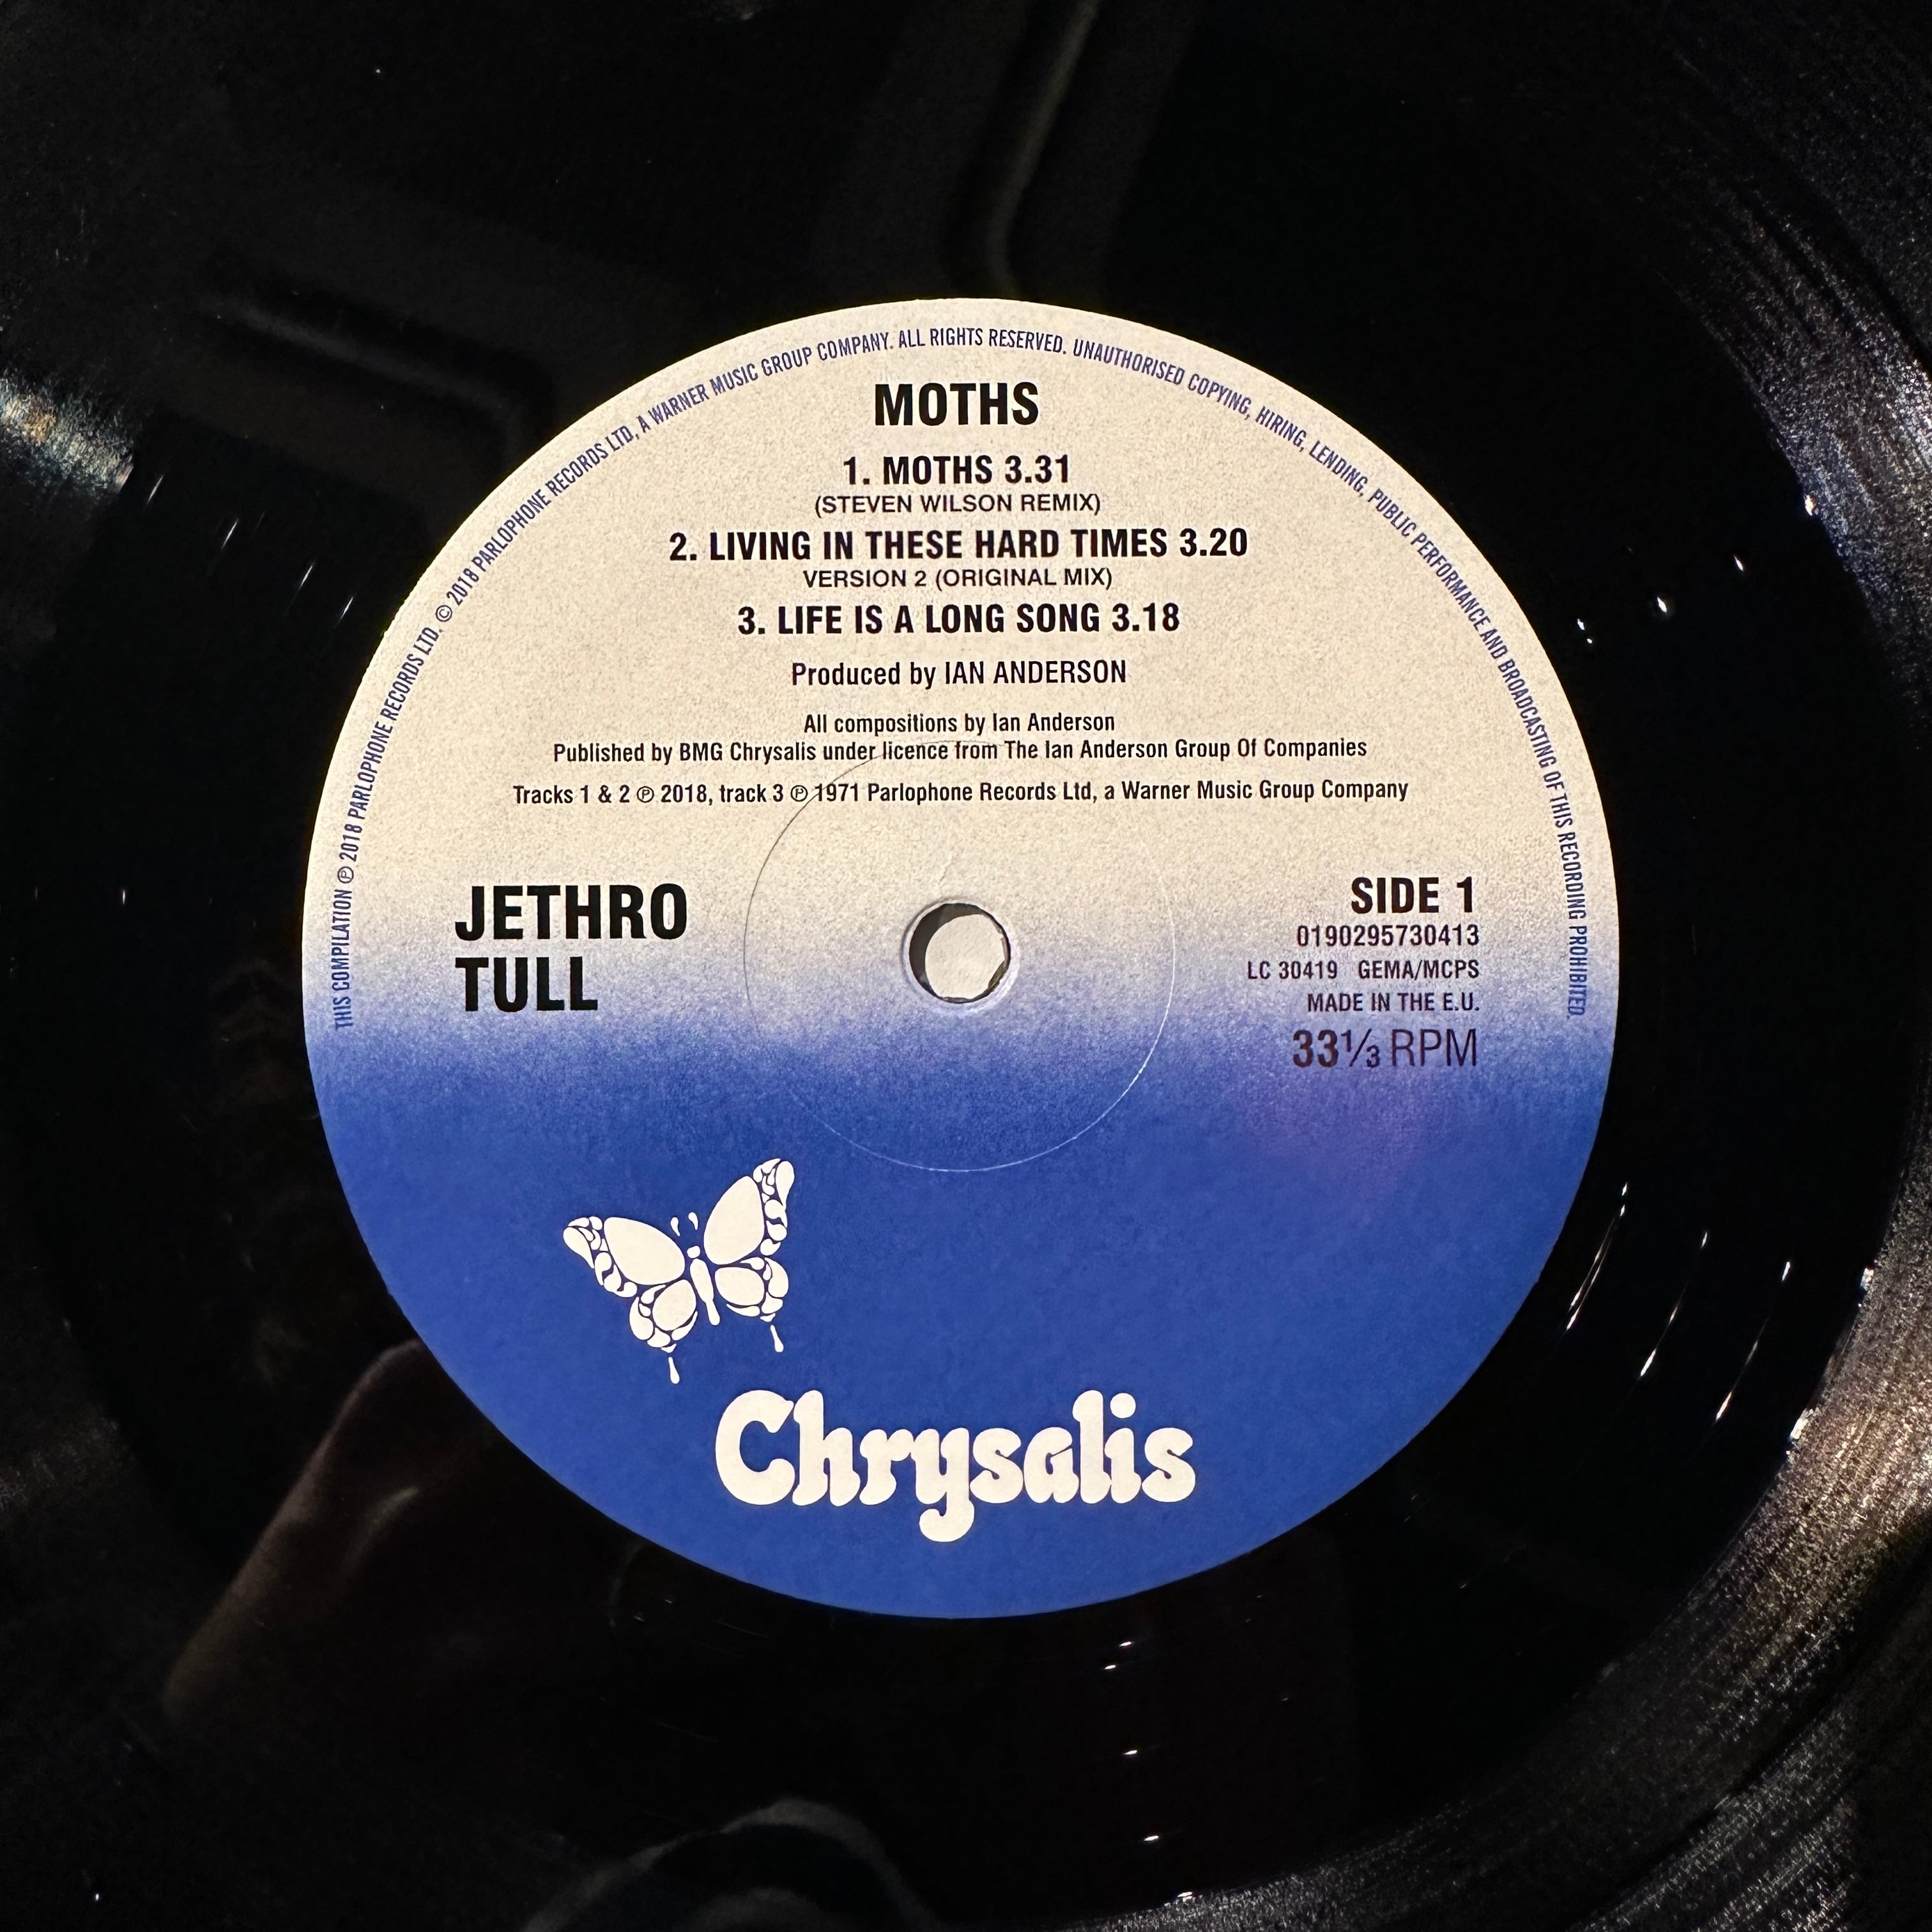 THIS COMPILATION ℗ 2018 PARLOPHONE RECORDS LTD. © 2018 PARLOPHONE RECORDS LTD, A WARNER MUSIC GROUP COMPANY. ALL RIGHTS RESERVED. UNAUTHORISED COPYING, HIRING, LENDING, PUBLIC PERFORMANCE AND BROADCASTING OF THIS RECORDING PROHIBITED.
MOTHS
1. MOTHS 3.31
(STEVEN WILSON REMIX)
2. LIVING IN THESE HARD TIMES 3.20
VERSION 2 (ORIGINAL MIX)
3. LIFE IS A LONG SONG 3.18
Produced by IAN ANDERSON
All compositions by Ian Anderson
Published by BMG Chrysalis under licence from The Ian Anderson Group Of Companies
Tracks 1 & 2 ℗ 2018, track 3 ℗ 1971 Parlophone Records Ltd, a Warner Music Group Company
JETHRO
TULL
SIDE 1
0190295730413
LC 30419 GEMA/MCPS
MADE IN THE E.U.
33⅓ RPM
Chrysalis